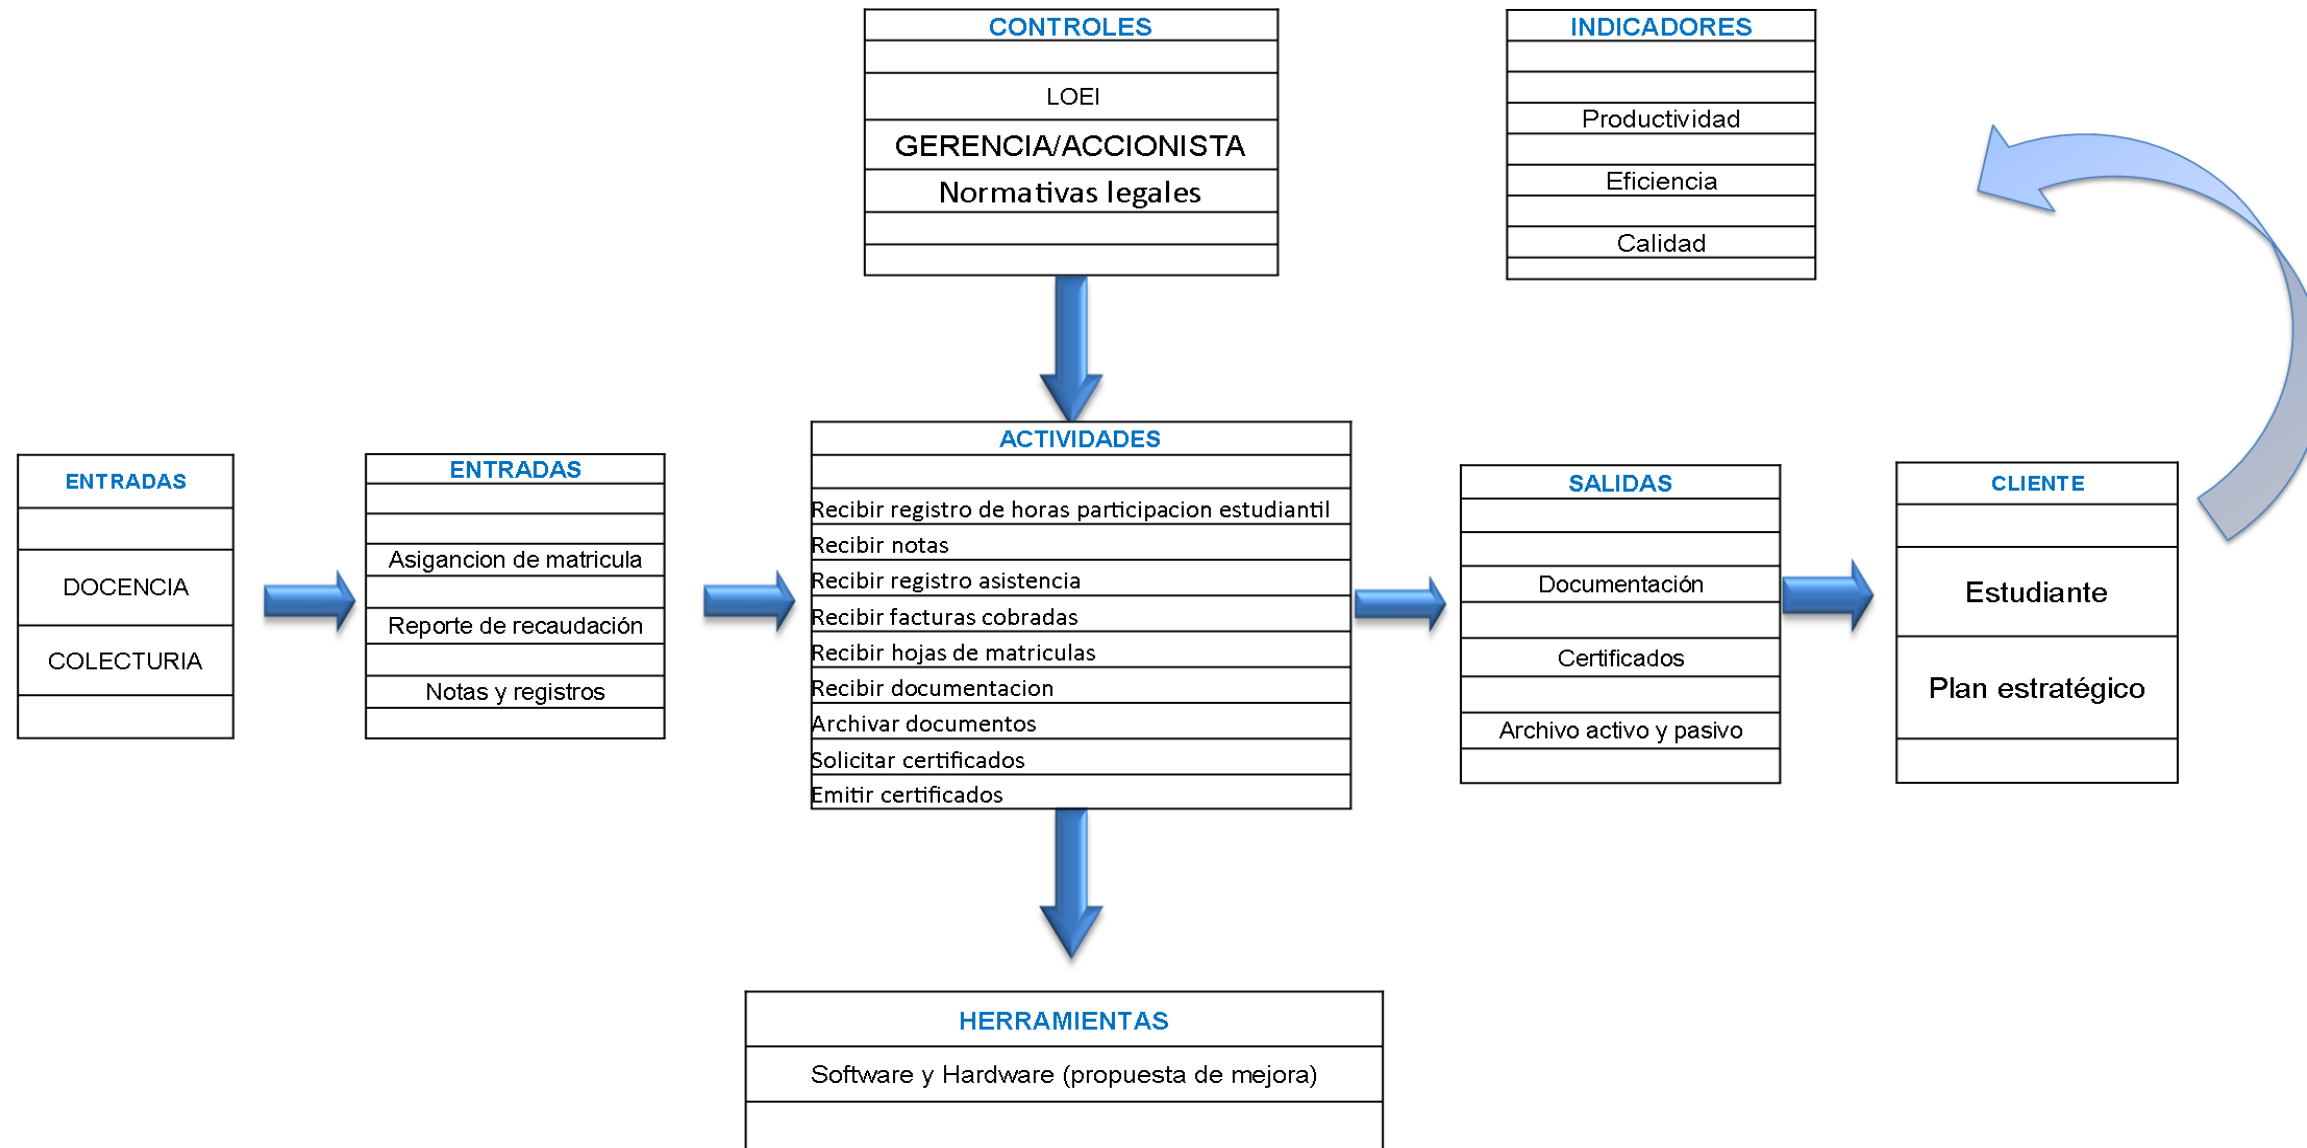 CONTROLES
LOEI
GERENCIA/ACCIONISTA
Normativas legales
INDICADORES
Productividad
Eficiencia
Calidad
ENTRADAS
DOCENCIA
COLECTURIA
ENTRADAS
Asigancion de matricula
Reporte de recaudación
Notas y registros
ACTIVIDADES
Recibir registro de horas participacion estudiantil
Recibir notas
Recibir registro asistencia
Recibir facturas cobradas
Recibir hojas de matriculas
Recibir documentacion
Archivar documentos
Solicitar certificados
Emitir certificados
SALIDAS
Documentación
Certificados
Archivo activo y pasivo
CLIENTE
Estudiante
Plan estratégico
HERRAMIENTAS
Software y Hardware (propuesta de mejora)